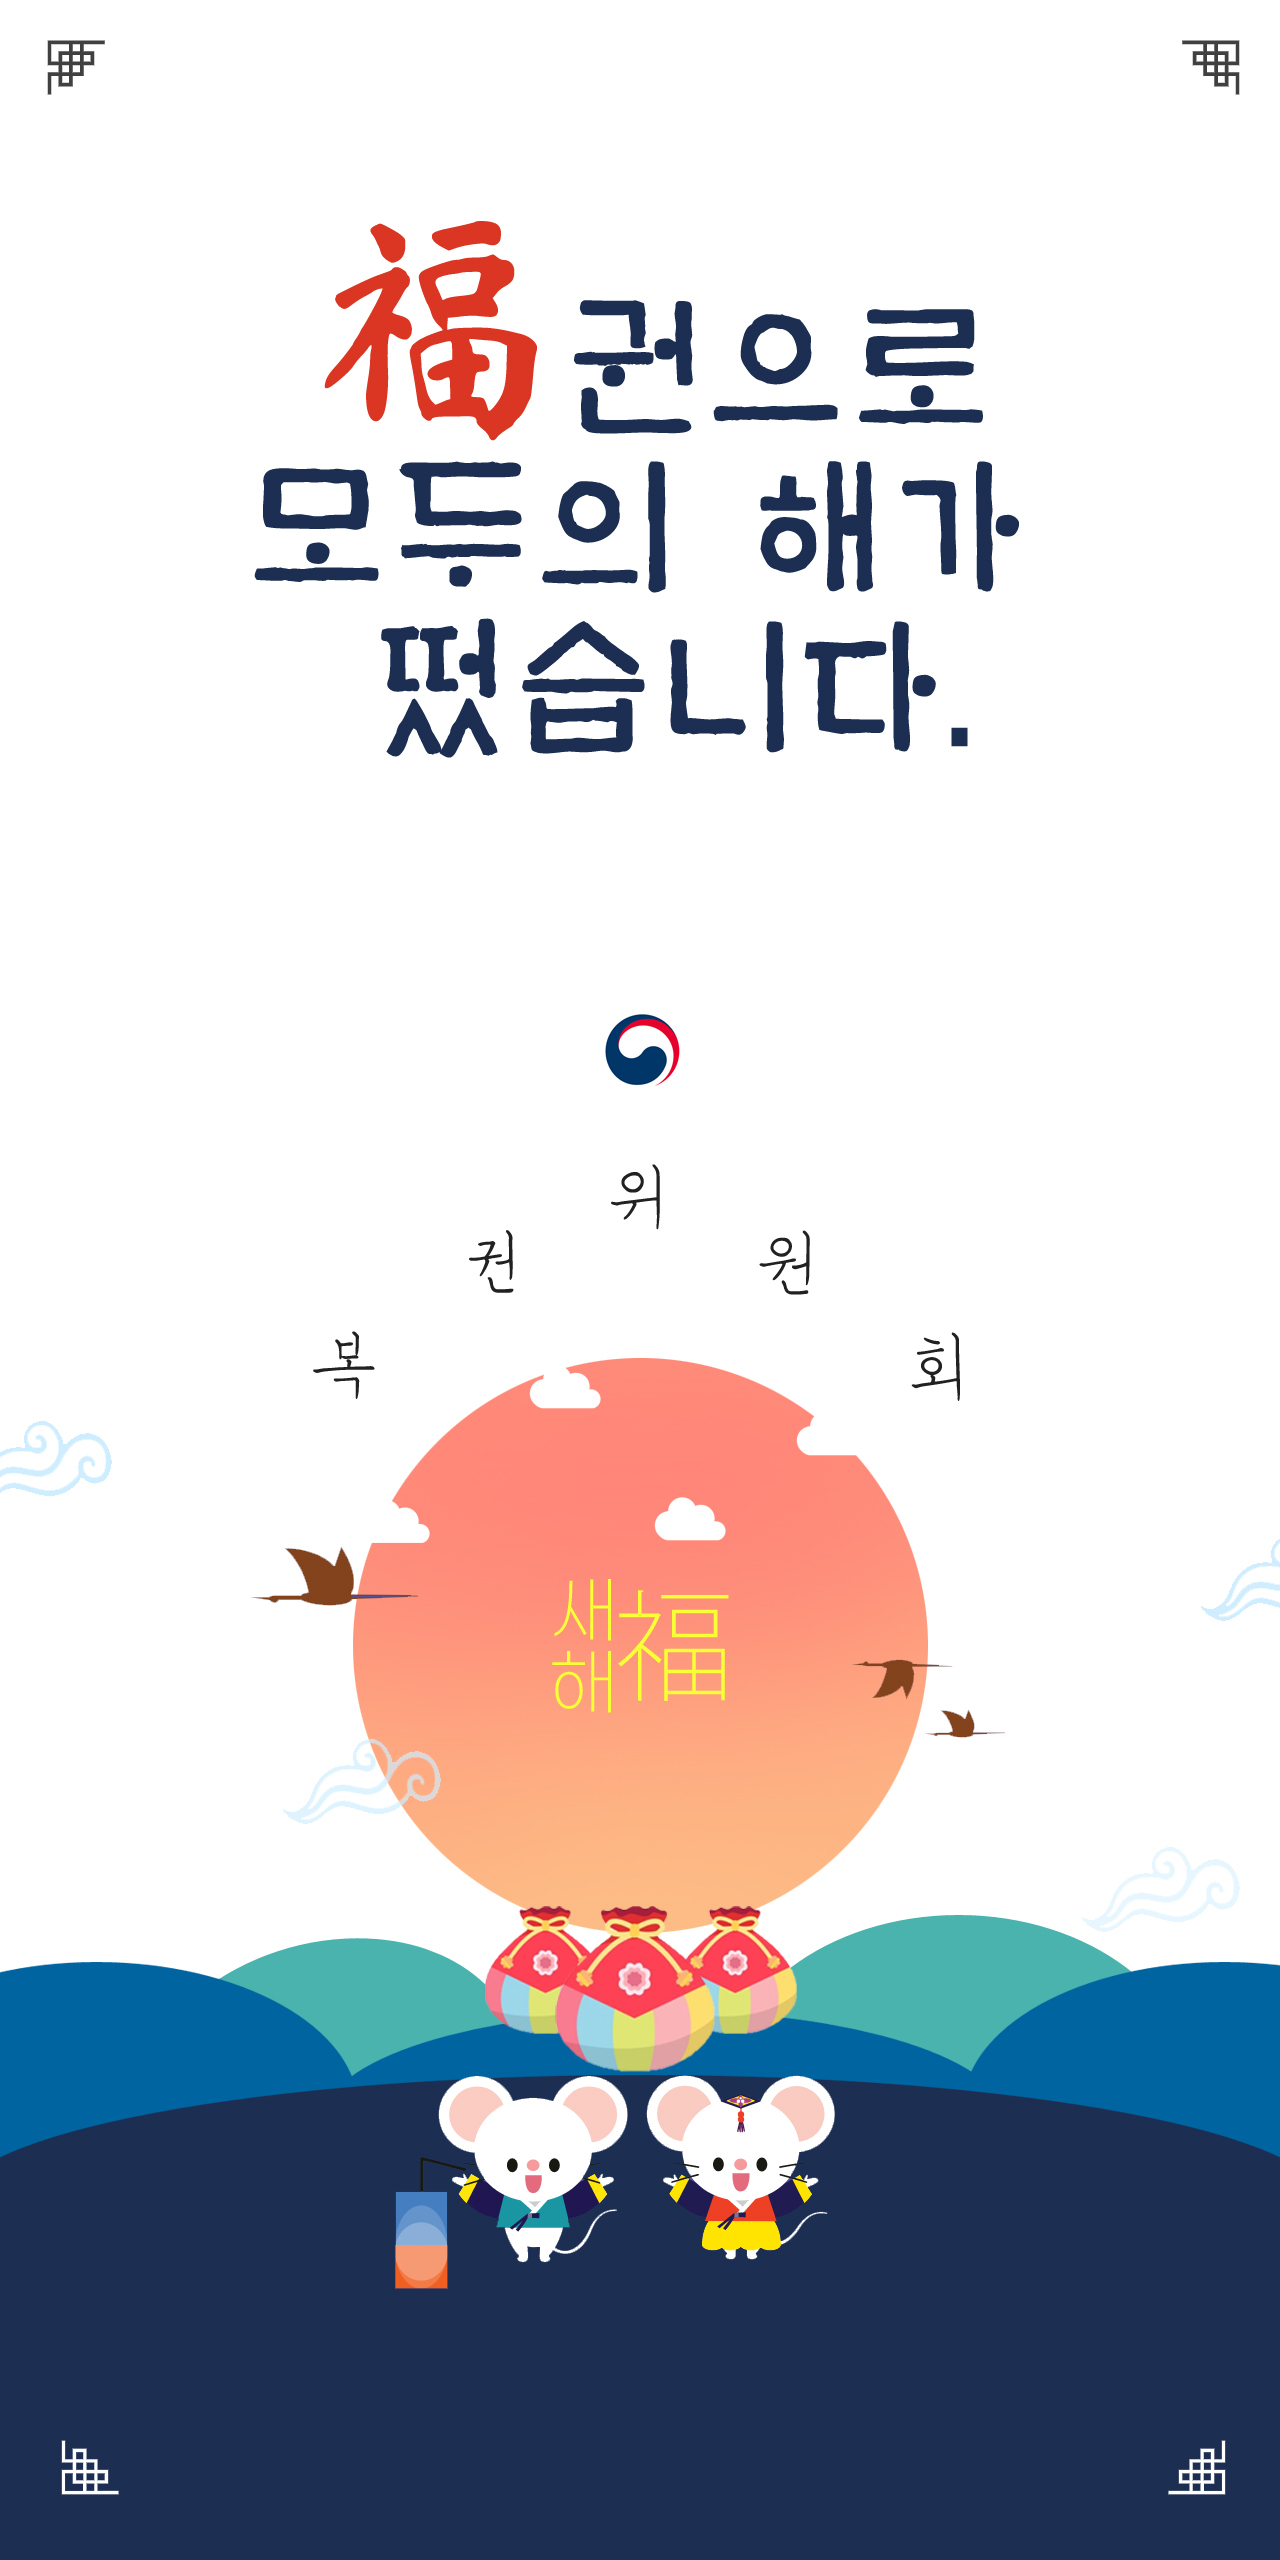 福권으로
모두의 해가
떴습니다.
복권위원회
새해福